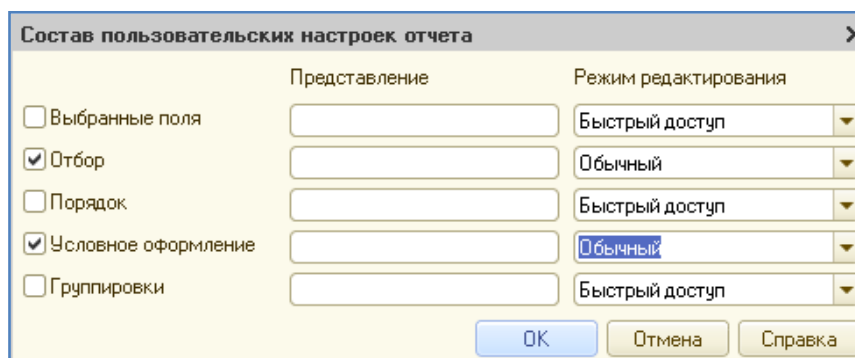 Состав пользовательских настроек отчета
Представление Режим редактирования
Выбранные поля Быстрый доступ
Отбор Обычный
Порядок Быстрый доступ
Условное оформление Обычный
Группировки Быстрый доступ
OK Отмена Справка